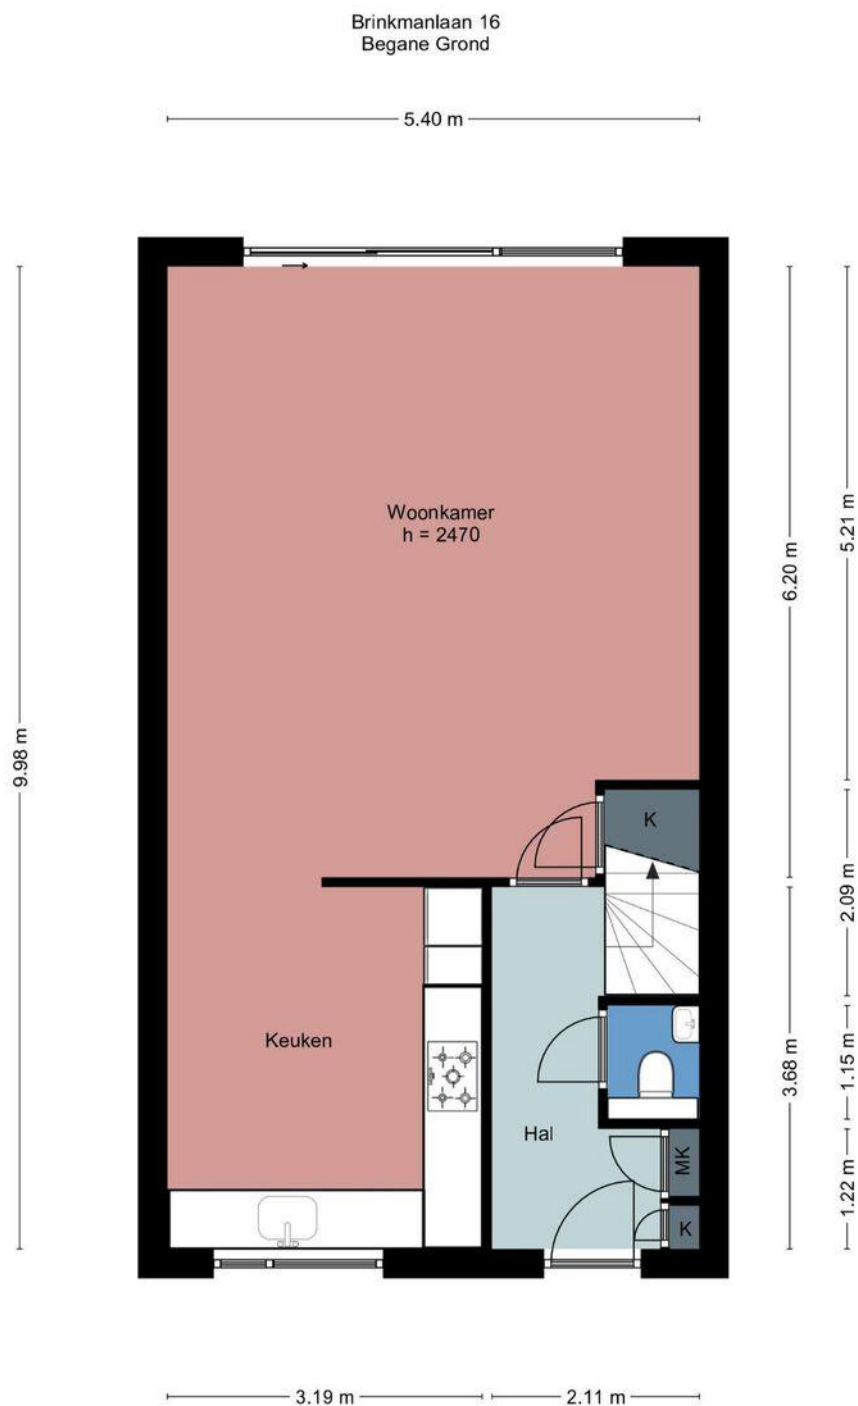 Brinkmanlaan 16
Begane Grond
5.40 m
Woonkamer
h = 2470
9.98 m
6.20 m
5.21 m
K
2.09 m
Keuken
3.68 m
1.15 m
Hal
MK
1.22 m
K
3.19 m
2.11 m